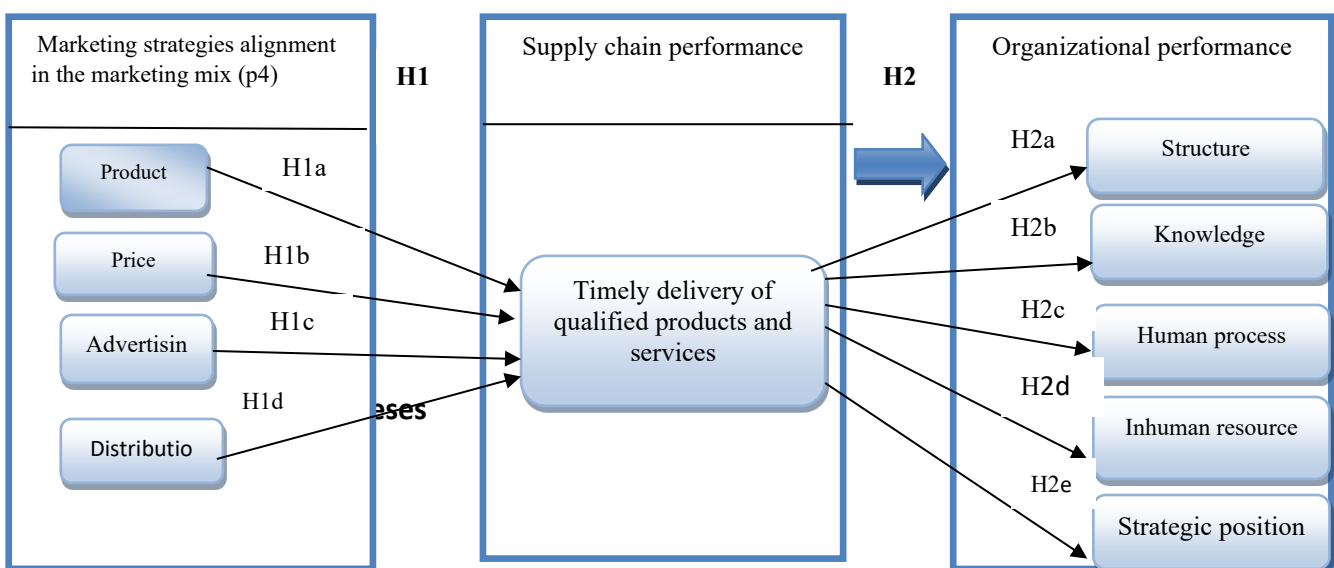 Marketing strategies alignment
in the marketing mix (p4)
H1
Supply chain performance
H2
Organizational performance
Product
H1a
Price
H1b
Advertisin
H1c
Distributio
H1d
eses
Timely delivery of
qualified products and
services
H2a
Structure
H2b
Knowledge
H2c
Human process
H2d
Inhuman resource
H2e
Strategic position